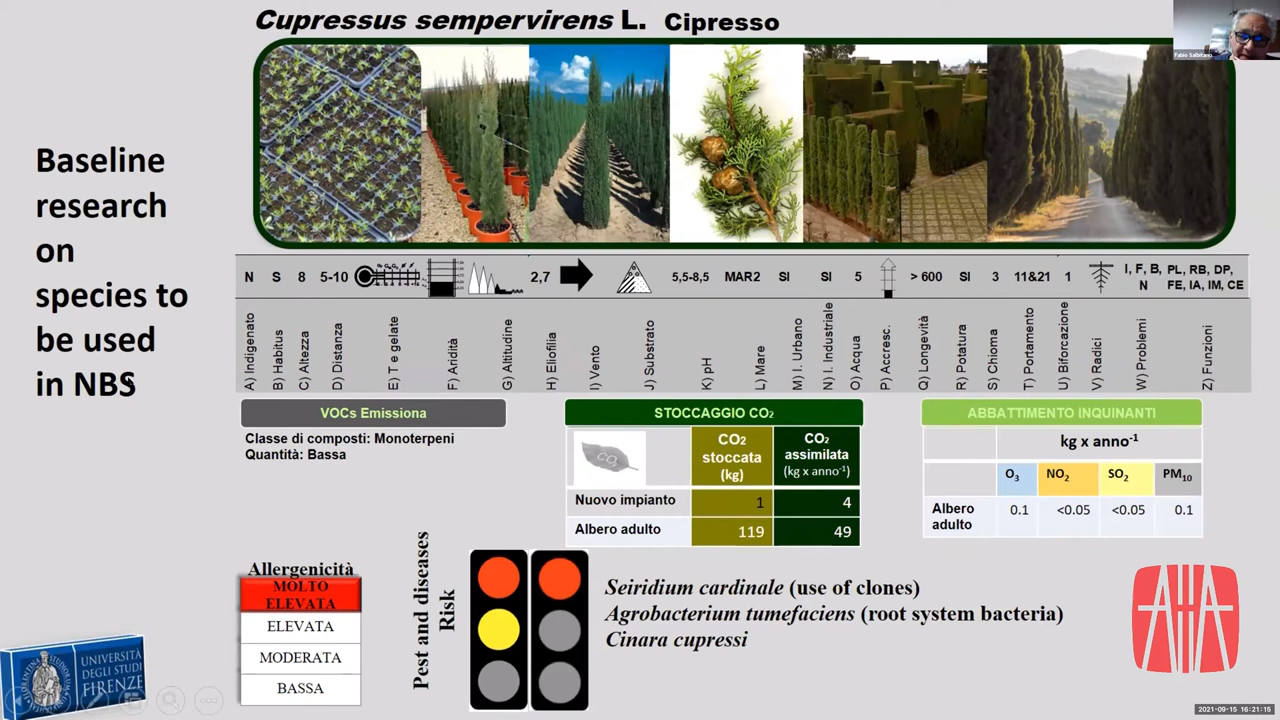 Cupressus sempervirens L. Cipresso
Fabio Salbitano
Baseline
research
on
species to
be used
in NBS
N S 8 5-10 2,7 5,5-8,5 MAR2 SI 5 > 600 SI 3 11&21 1 I, F, B, N PL, RB, DP, FE, IA, IM, CE
A) Indigenato
B) Habitus
C) Altezza
D) Distanza
E) T e gelate
F) Aridità
G) Altitudine
H) Eliofilia
I) Vento
J) Substrato
K) pH
L) Mare
M) I. Urbano
N) I. Industriale
O) Acqua
P) Accresc.
Q) Longevità
R) Potatura
S) Chioma
T) Portamento
U) Biforcazione
V) Radici
W) Problemi
Z) Funzioni
VOCs Emissiona
Classe di composti: Monoterpeni
Quantità: Bassa
STOCCAGGIO CO₂
CO₂
CO₂ stoccata (kg)
CO₂ assimilata (kg x anno⁻¹)
Nuovo impianto 1 4
Albero adulto 119 49
ABBATTIMENTO INQUINANTI
kg x anno⁻¹
O₃ NO₂ SO₂ PM₁₀
Albero adulto 0.1 <0.05 <0.05 0.1
Allergenicità
MOLTO
ELEVATA
ELEVATA
MODERATA
BASSA
Pest and diseases
Risk
Seiridium cardinale (use of clones)
Agrobacterium tumefaciens (root system bacteria)
Cinara cupressi
UNIVERSITÀ
DEGLI STUDI
FIRENZE
2021-09-15 16:21:15